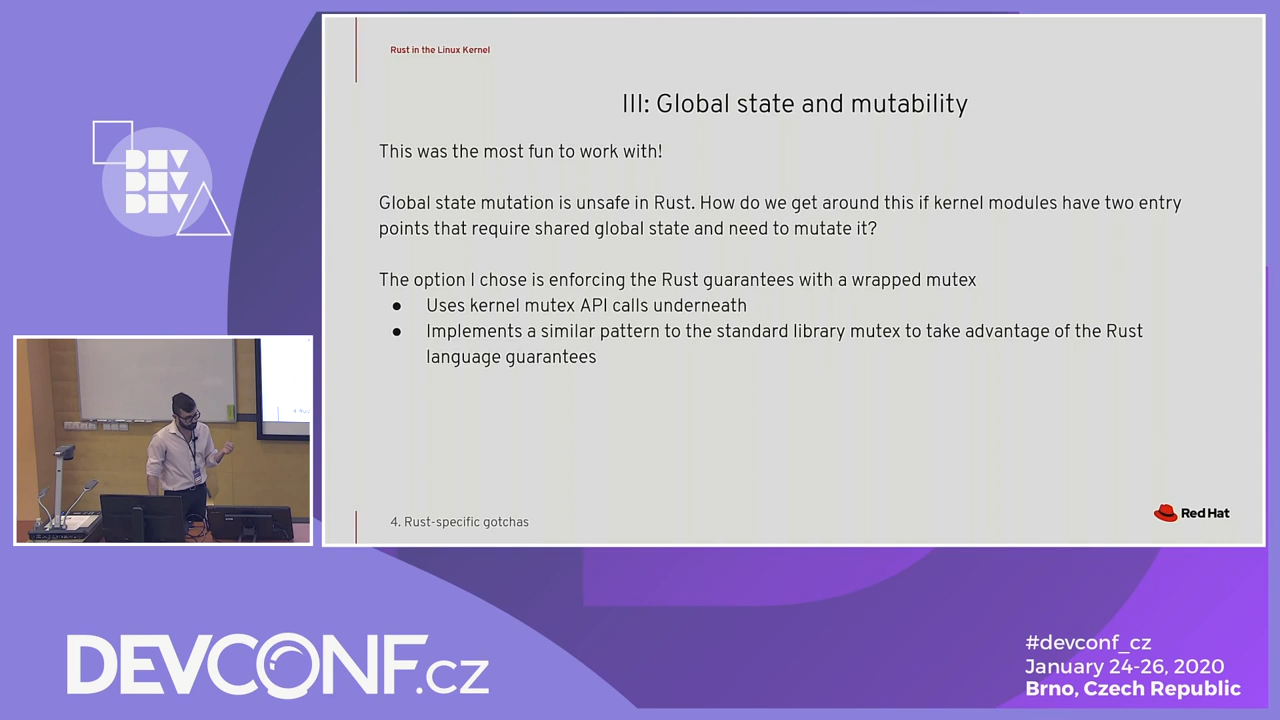 Rust in the Linux Kernel
III: Global state and mutability
This was the most fun to work with!
Global state mutation is unsafe in Rust. How do we get around this if kernel modules have two entry
points that require shared global state and need to mutate it?
The option I chose is enforcing the Rust guarantees with a wrapped mutex
● Uses kernel mutex API calls underneath
● Implements a similar pattern to the standard library mutex to take advantage of the Rust
language guarantees
4. Rust-specific gotchas
Red Hat
DEV
DEV
DEV
DEVCONF.cz
#devconf_cz
January 24-26, 2020
Brno, Czech Republic